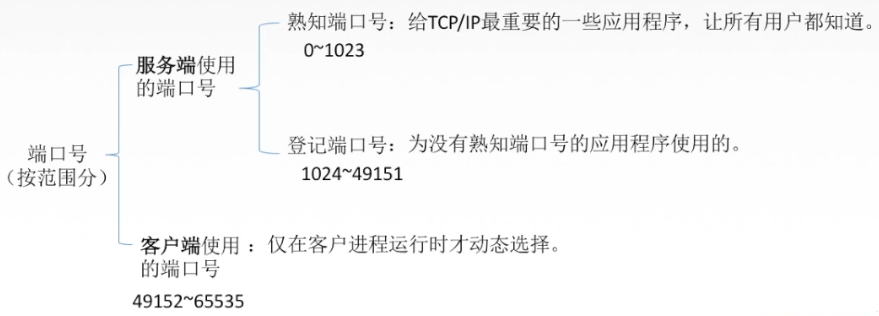 熟知端口号：给TCP/IP最重要的一些应用程序，让所有用户都知道。
0~1023
服务端使用
的端口号
登记端口号：为没有熟知端口号的应用程序使用的。
1024~49151
端口号
（按范围分）
客户端使用：仅在客户进程运行时才动态选择。
的端口号
49152~65535